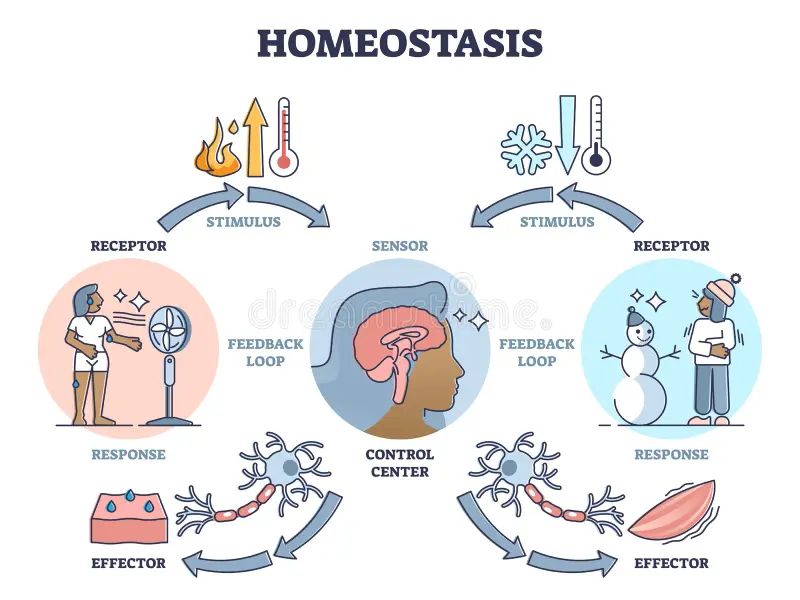 HOMEOSTASIS
STIMULUS
STIMULUS
RECEPTOR
SENSOR
RECEPTOR
FEEDBACK
LOOP
FEEDBACK
LOOP
dreamstime
RESPONSE
CONTROL
CENTER
RESPONSE
EFFECTOR
EFFECTOR